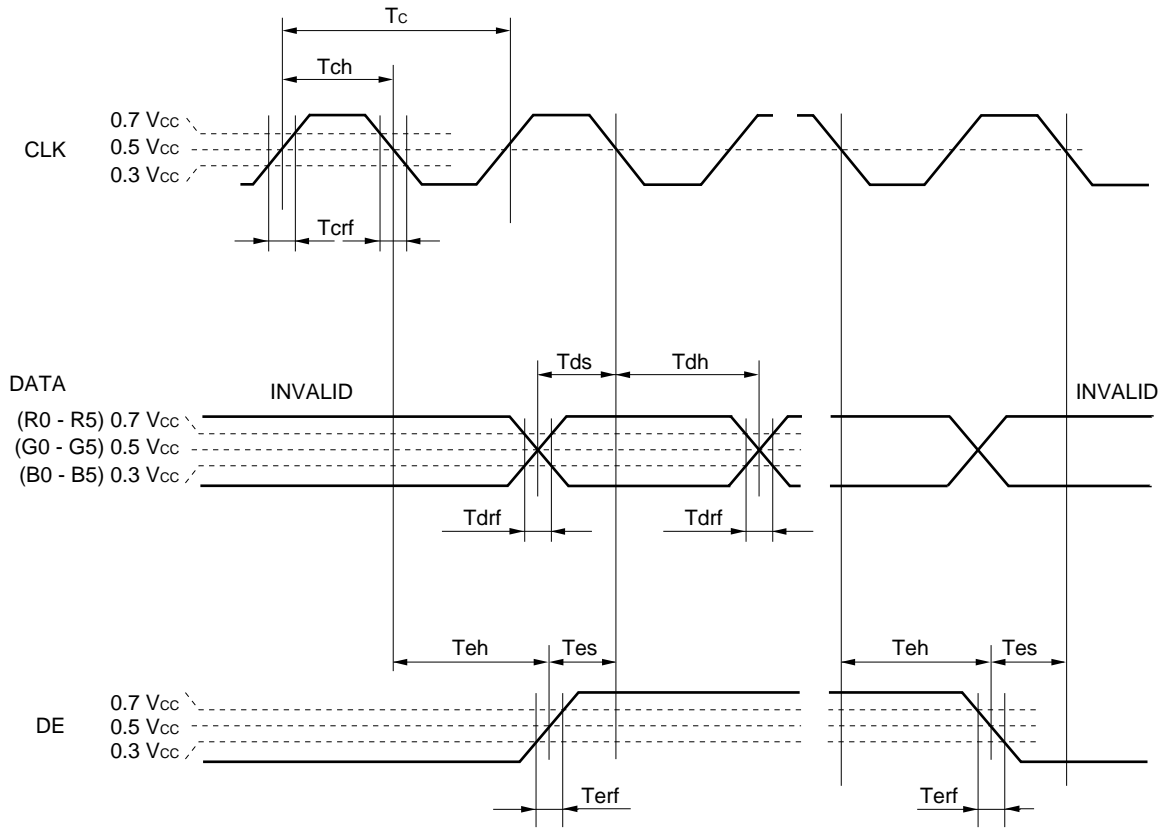 Tc
Tch
0.7 Vcc
CLK
0.5 Vcc
0.3 Vcc
Tcrf
Tds
Tdh
DATA
INVALID
INVALID
(R0 - R5) 0.7 Vcc
(G0 - G5) 0.5 Vcc
(B0 - B5) 0.3 Vcc
Tdrf
Tdrf
Teh
Tes
Teh
Tes
0.7 Vcc
DE
0.5 Vcc
0.3 Vcc
Terf
Terf